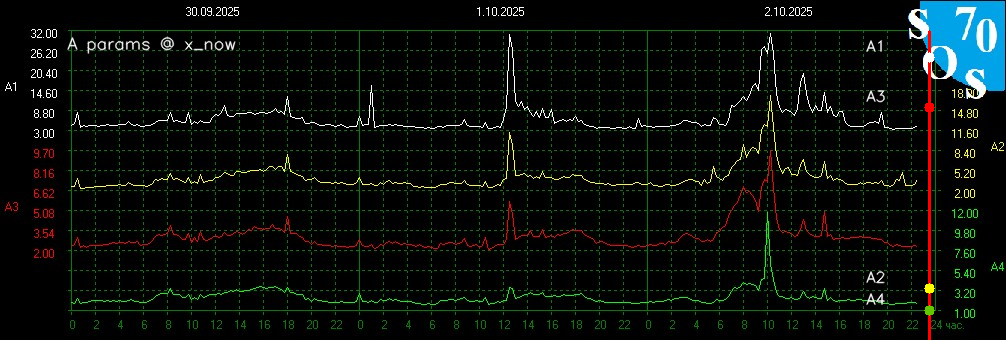 30.09.2025 1.10.2025 2.10.2025
S 70
A params @ x_now
A1
O
S
A3
A2
A4
A1
A3
A2
A4
32.00
26.20
20.40
14.60
8.80
3.00
9.70
8.16
6.62
5.08
3.54
2.00
18.00
14.80
11.60
8.40
5.20
2.00
12.00
9.80
7.60
5.40
3.20
1.00
0 2 4 6 8 10 12 14 16 18 20 22 0 2 4 6 8 10 12 14 16 18 20 22 0 2 4 6 8 10 12 14 16 18 20 22 24 час.